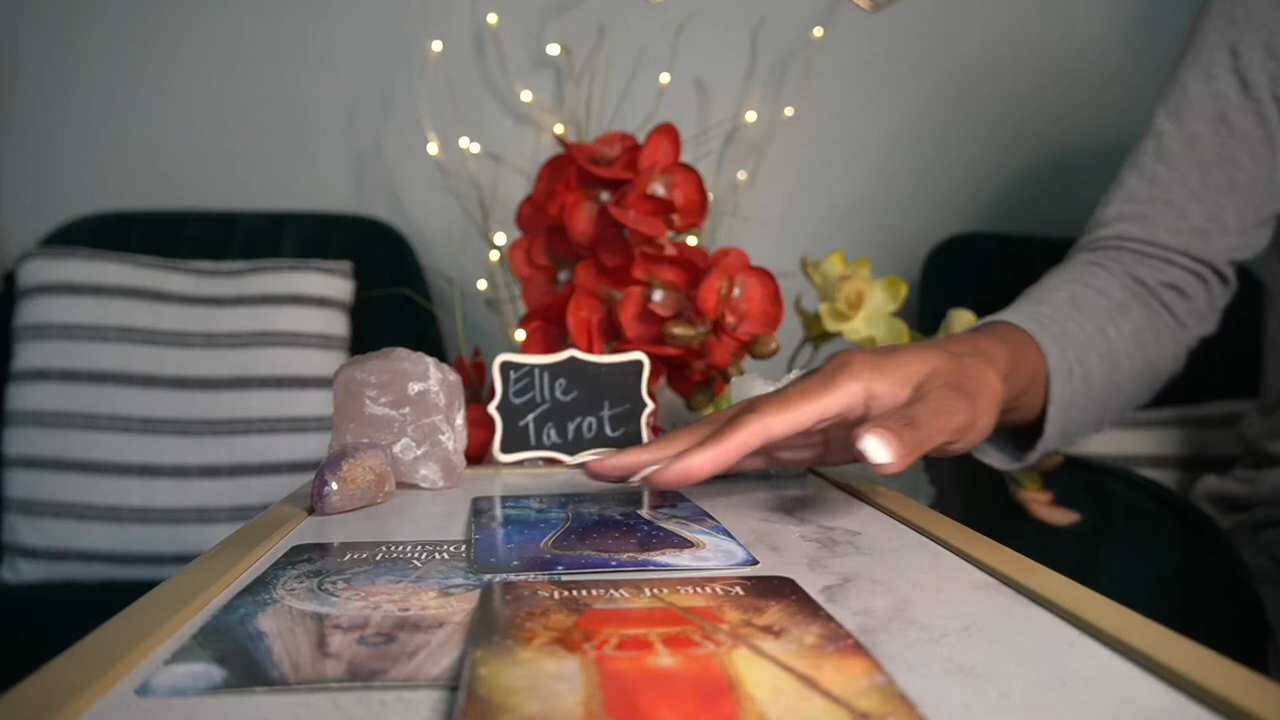 Elle
Tarot
X
Wheel of
Destiny
King of Wands